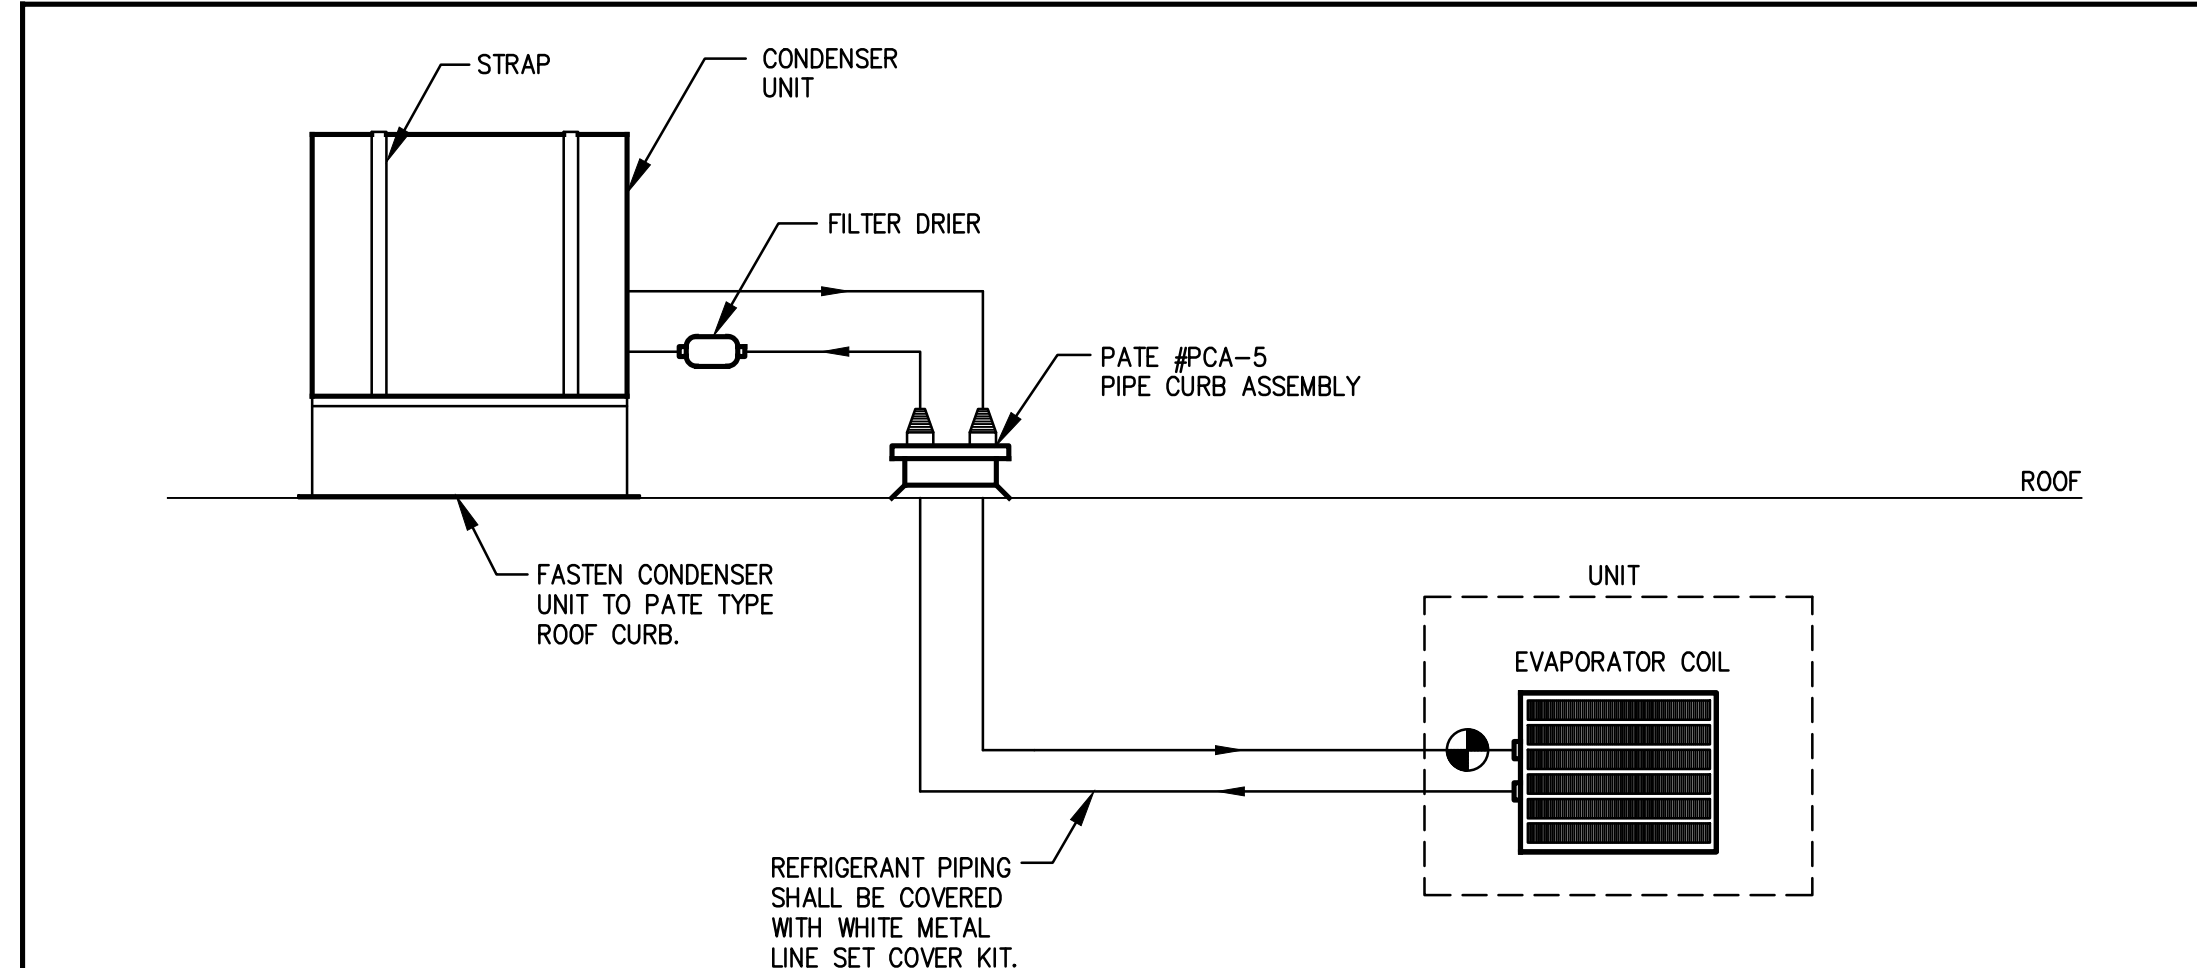 STRAP
CONDENSER
UNIT
FILTER DRIER
PATE #PCA-5
PIPE CURB ASSEMBLY
ROOF
FASTEN CONDENSER
UNIT TO PATE TYPE
ROOF CURB.
UNIT
EVAPORATOR COIL
REFRIGERANT PIPING
SHALL BE COVERED
WITH WHITE METAL
LINE SET COVER KIT.